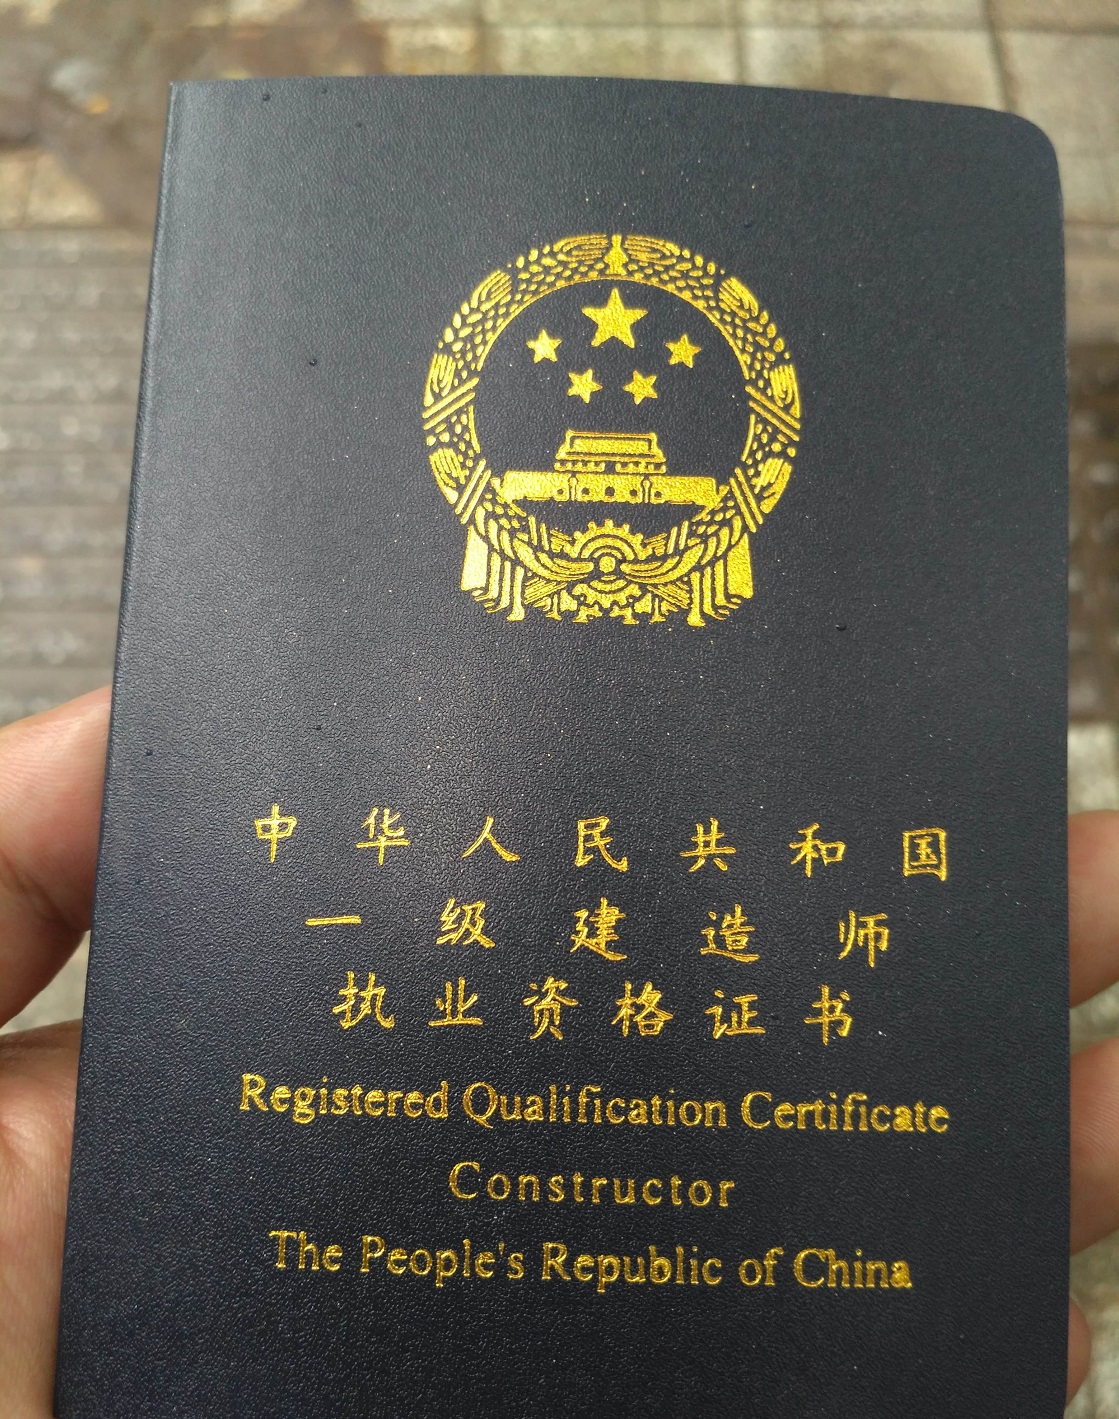 中华人民共和国
一级建造师
执业资格证书
Registered Qualification Certificate
Constructor
The People's Republic of China